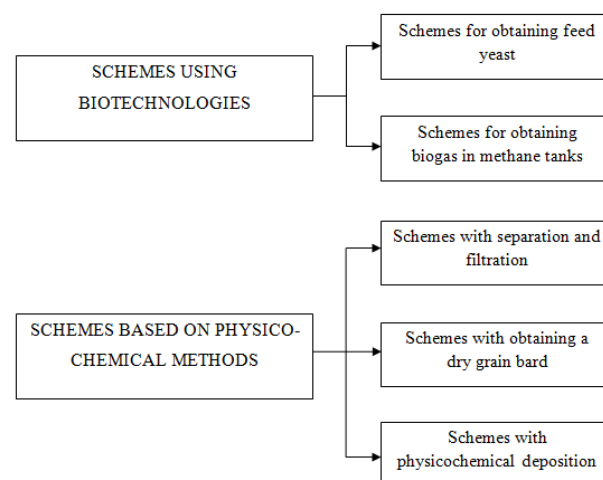 Schemes for obtaining feed
yeast
SCHEMES USING
BIOTECHNOLOGIES
Schemes for obtaining
biogas in methane tanks
Schemes with separation and
filtration
SCHEMES BASED ON PHYSICO-
CHEMICAL METHODS
Schemes with obtaining a
dry grain bard
Schemes with
physicochemical deposition